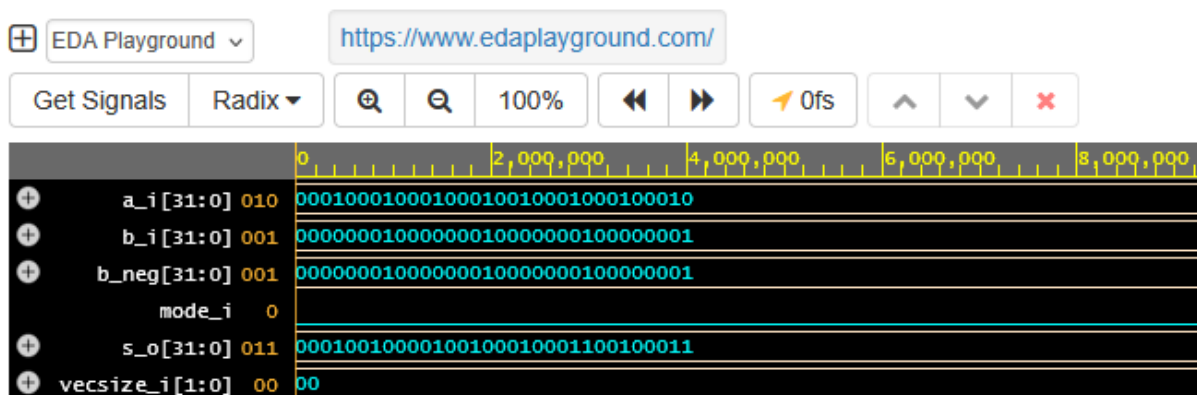 EDA Playground https://www.edaplayground.com/
Get Signals Radix 100% 0fs
0 2,000,000 4,000,000 6,000,000 8,000,000
a_i[31:0] 010 00010001000100010010001000100010
b_i[31:0] 001 00000001000000010000000100000001
b_neg[31:0] 001 00000001000000010000000100000001
mode_i 0
s_o[31:0] 011 00010010000100100010001100100011
vecsize_i[1:0] 00 00